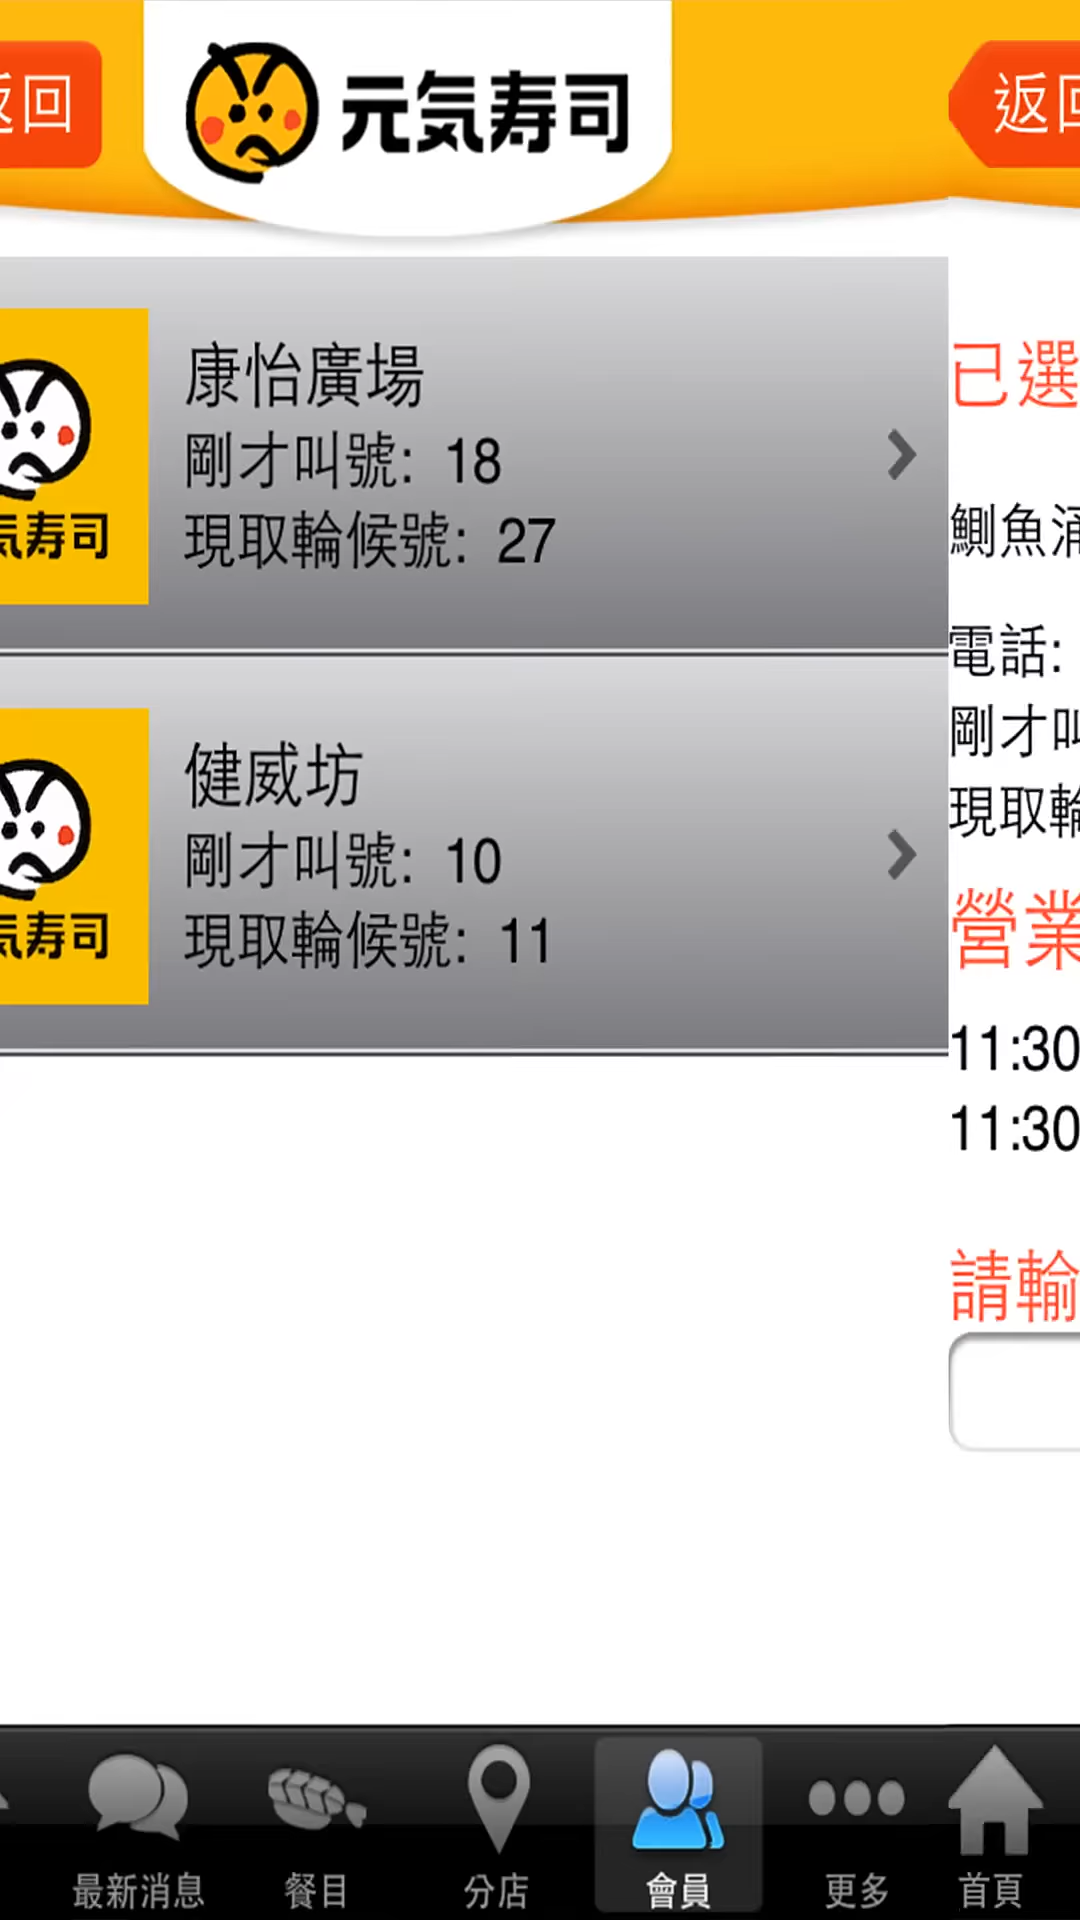 返回
元気寿司
返回
康怡廣場
剛才叫號: 18
現取輪候號: 27
気寿司
健威坊
剛才叫號: 10
現取輪候號: 11
気寿司
已選
鰂魚涌
電話:
剛才叫
現取輪
營業
11:30
11:30
請輸
最新消息
餐目
分店
會員
更多
首頁